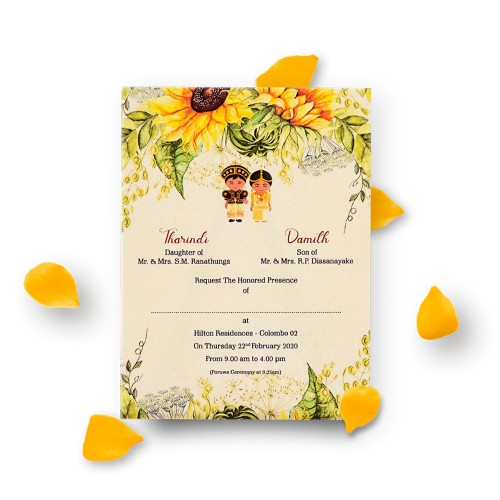 Tharindi
Daughter of
Mr. & Mrs. S.M. Ranathunga
Damith
Son of
Mr. & Mrs. R.P. Dissanayake
Request The Honored Presence
of
at
Hilton Residences - Colombo 02
On Thursday 22nd February 2020
From 9.00 am to 4.00 pm
(Poruwa Ceremony at 9.25am)